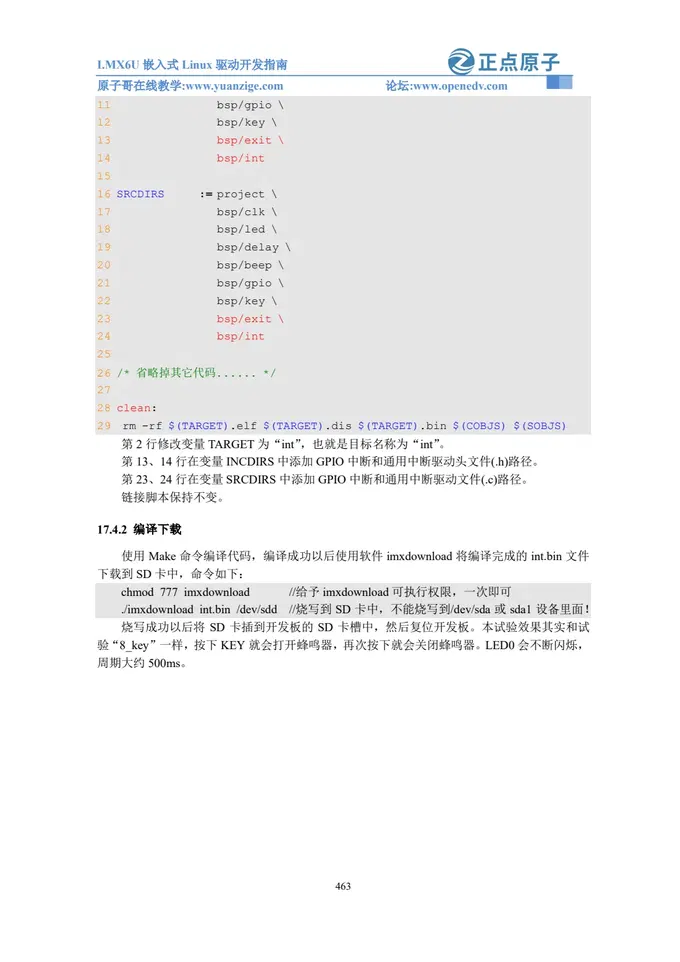 I.MX6U 嵌入式 Linux 驱动开发指南
正点原子
原子哥在线教学:www.yuanzige.com 论坛:www.openedv.com
11 bsp/gpio \
12 bsp/key \
13 bsp/exit \
14 bsp/int
15
16 SRCDIRS := project \
17 bsp/clk \
18 bsp/led \
19 bsp/delay \
20 bsp/beep \
21 bsp/gpio \
22 bsp/key \
23 bsp/exit \
24 bsp/int
25
26 /* 省略掉其它代码...... */
27
28 clean:
29 rm -rf $(TARGET).elf $(TARGET).dis $(TARGET).bin $(COBJS) $(SOBJS)
第 2 行修改变量 TARGET 为“int”，也就是目标名称为“int”。
第 13、14 行在变量 INCDIRS 中添加 GPIO 中断和通用中断驱动头文件(.h)路径。
第 23、24 行在变量 SRCDIRS 中添加 GPIO 中断和通用中断驱动文件(.c)路径。
链接脚本保持不变。
17.4.2 编译下载
使用 Make 命令编译代码，编译成功以后使用软件 imxdownload 将编译完成的 int.bin 文件
下载到 SD 卡中，命令如下：
chmod 777 imxdownload //给予 imxdownload 可执行权限，一次即可
./imxdownload int.bin /dev/sdd //烧写到 SD 卡中，不能烧写到/dev/sda 或 sda1 设备里面！
烧写成功以后将 SD 卡插到开发板的 SD 卡槽中，然后复位开发板。本试验效果其实和试
验“8_key”一样，按下 KEY 就会打开蜂鸣器，再次按下就会关闭蜂鸣器。LED0 会不断闪烁，
周期大约 500ms。
463